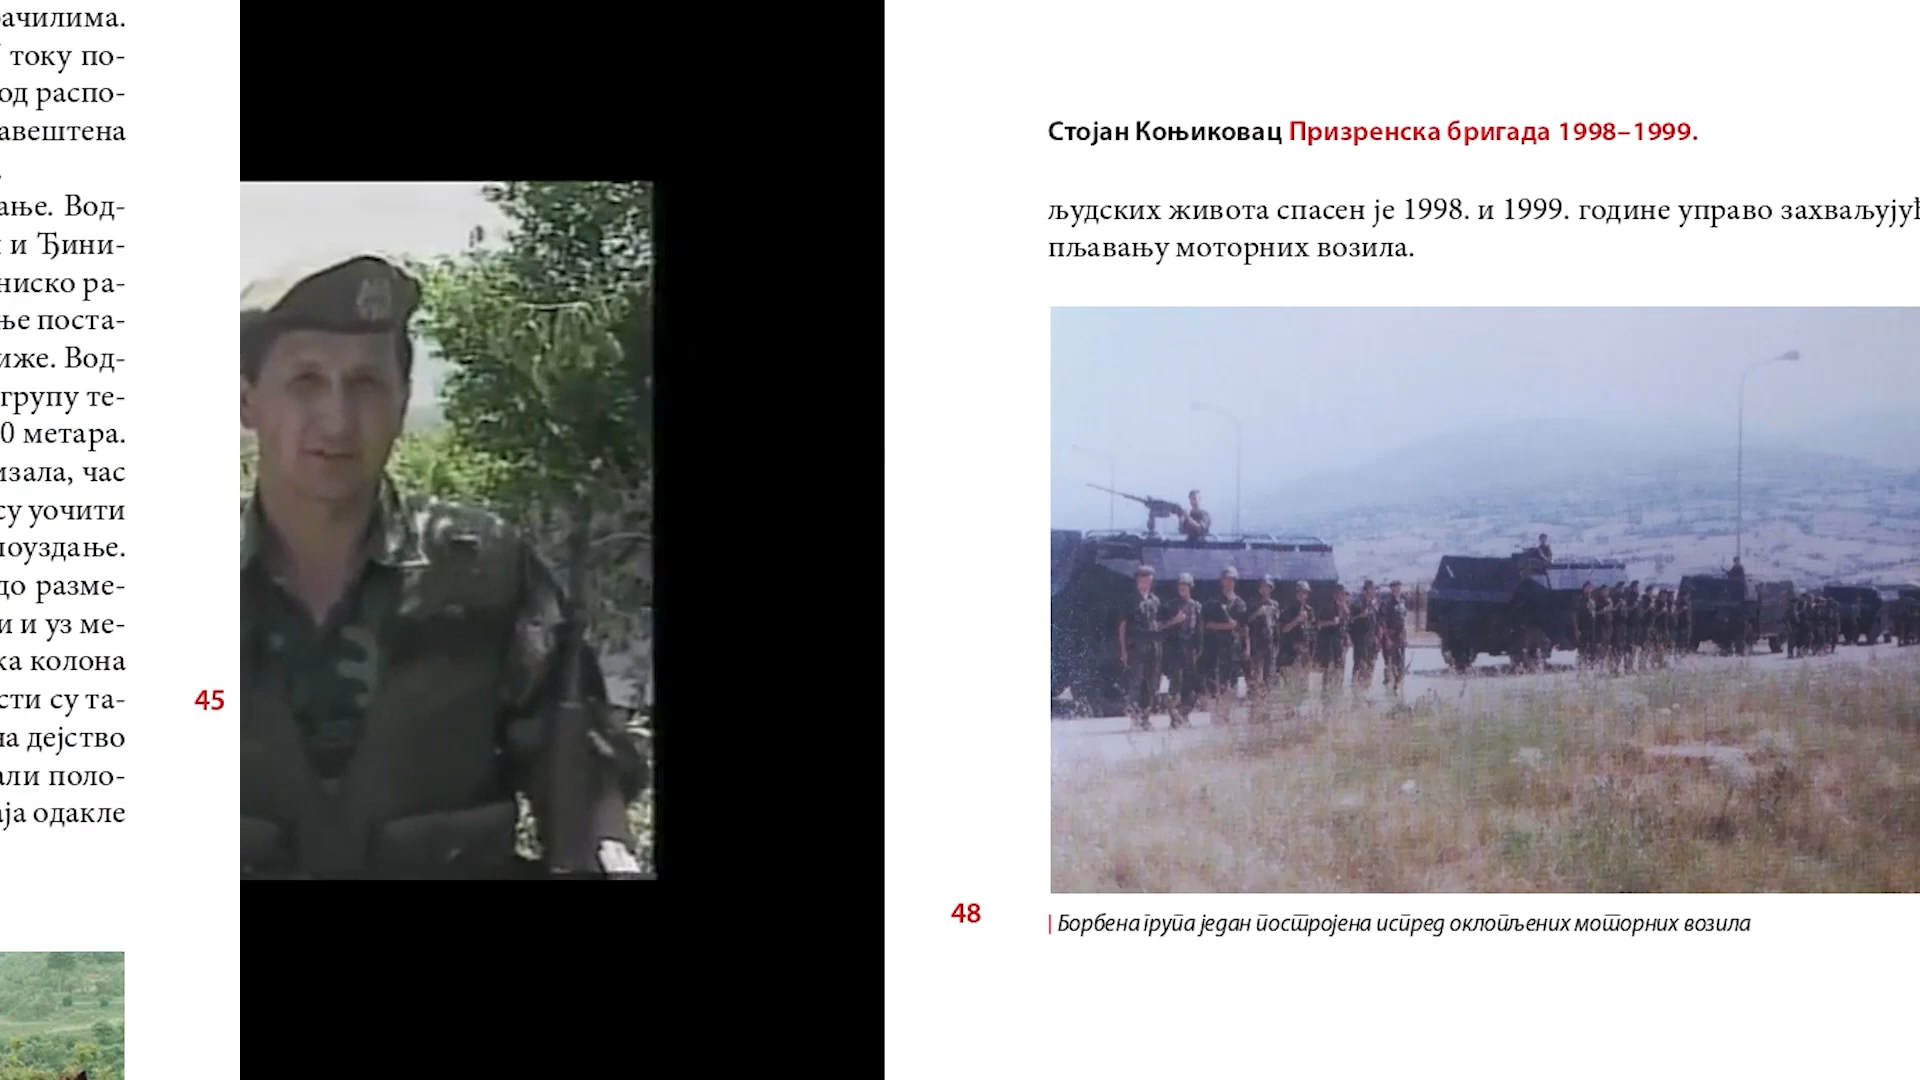 ачилима.
току по-
од распо-
авештена
ање. Вод-
и Ђини-
ниско ра-
ње поста-
иже. Вод-
групу те-
0 метара.
изала, час
су уочити
поуздање.
до разме-
и и уз ме-
ка колона
сти су та-
на дејство
али поло-
аја одакле
45
Стојан Коњиковац Призренска бригада 1998–1999.
људских живота спасен је 1998. и 1999. године управо захваљујућ
пљавању моторних возила.
48
Борбена група један постројена испред оклопљених моторних возила